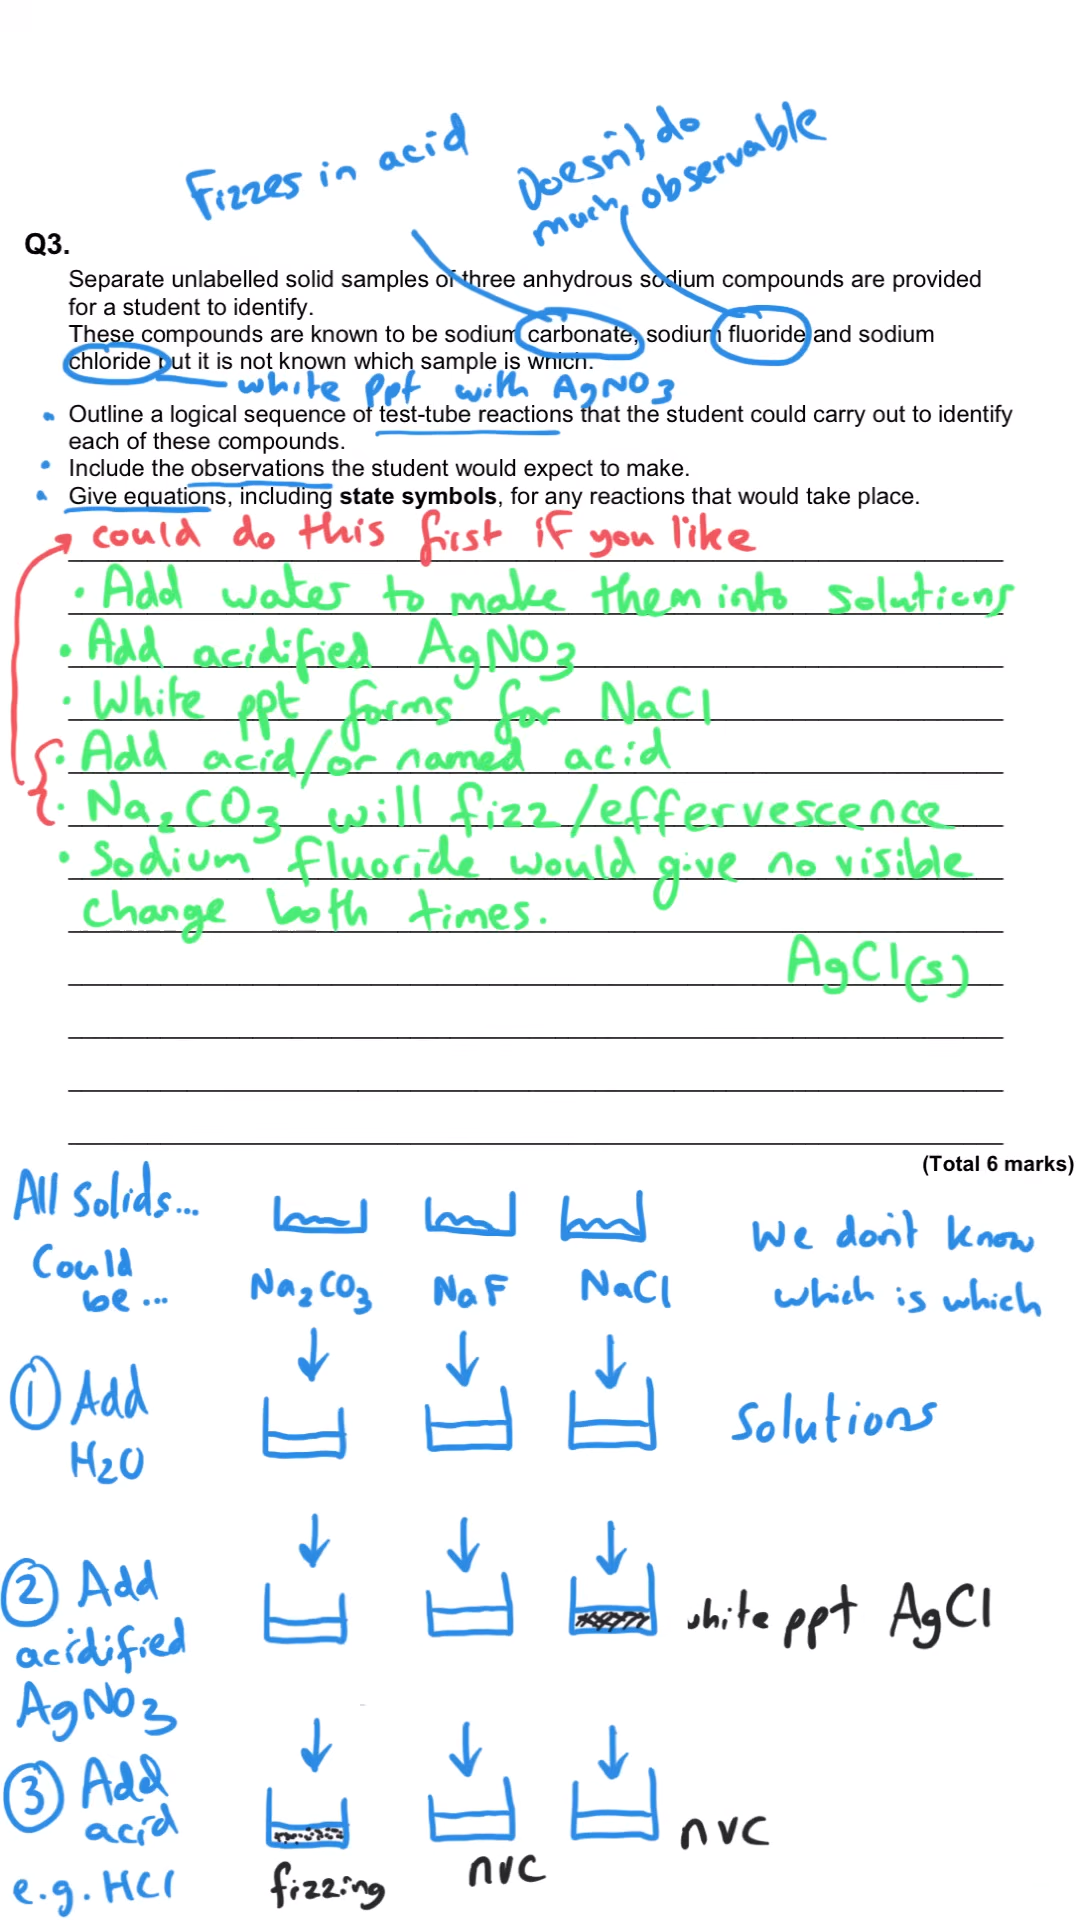 Fizzes in acid
Doesn't do
much observable
Q3.
Separate unlabelled solid samples of three anhydrous sodium compounds are provided
for a student to identify.
These compounds are known to be sodium carbonate, sodium fluoride and sodium
chloride but it is not known which sample is which.
white ppt with AgNO3
• Outline a logical sequence of test-tube reactions that the student could carry out to identify
each of these compounds.
• Include the observations the student would expect to make.
• Give equations, including state symbols, for any reactions that would take place.
could do this first if you like
• Add water to make them into solutions
• Add acidified AgNO3
• White ppt forms for NaCl
• Add acid/or named acid
• Na2CO3 will fizz/effervescence
• Sodium fluoride would give no visible
change both times.
AgCl(s)
(Total 6 marks)
All Solids...
Could
be...
Na2CO3 NaF NaCl
We don't know
which is which
① Add
H2O
Solutions
② Add
acidified
AgNO3
white ppt AgCl
③ Add
acid
e.g. HCl
fizzing
nvc
nvc